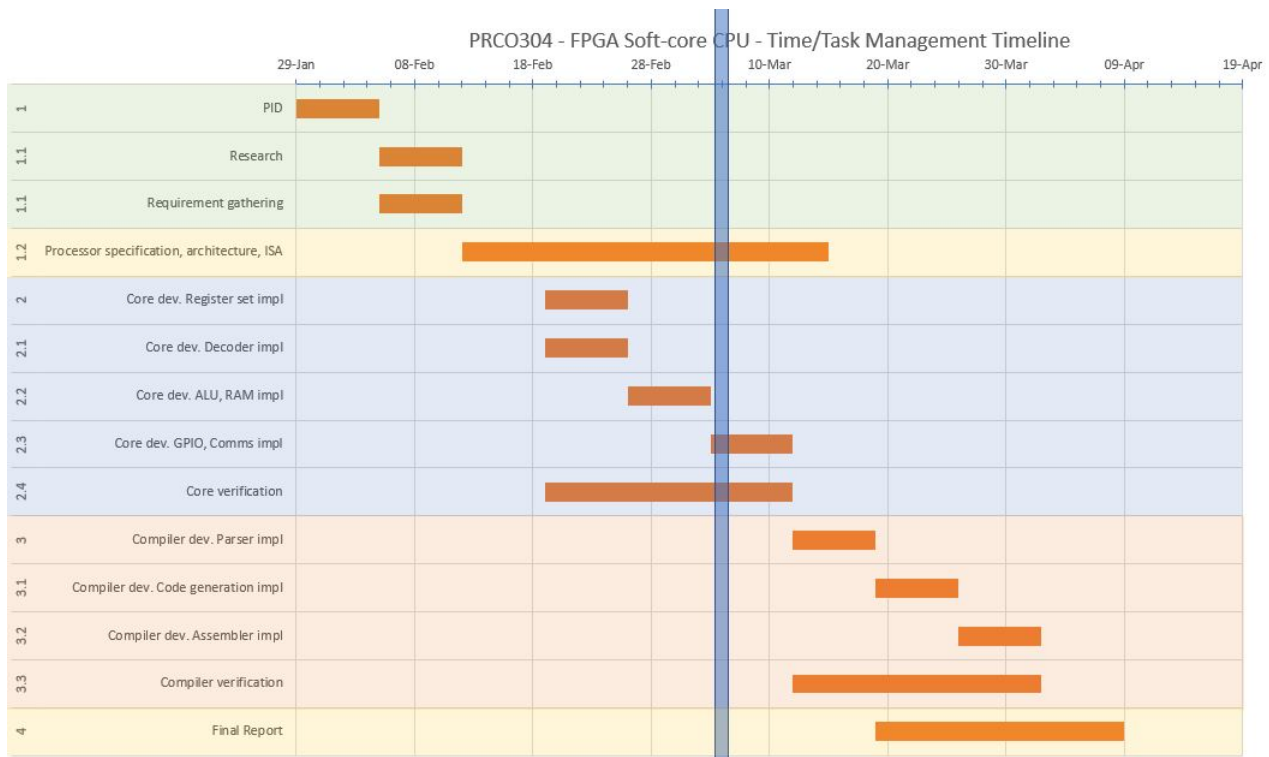 PRCO304 - FPGA Soft-core CPU - Time/Task Management Timeline
29-Jan 08-Feb 18-Feb 28-Feb 10-Mar 20-Mar 30-Mar 09-Apr 19-Apr
1 PID
1.1 Research
1.1 Requirement gathering
1.2 Processor specification, architecture, ISA
2 Core dev. Register set impl
2.1 Core dev. Decoder impl
2.2 Core dev. ALU, RAM impl
2.3 Core dev. GPIO, Comms impl
2.4 Core verification
3 Compiler dev. Parser impl
3.1 Compiler dev. Code generation impl
3.2 Compiler dev. Assembler impl
3.3 Compiler verification
4 Final Report